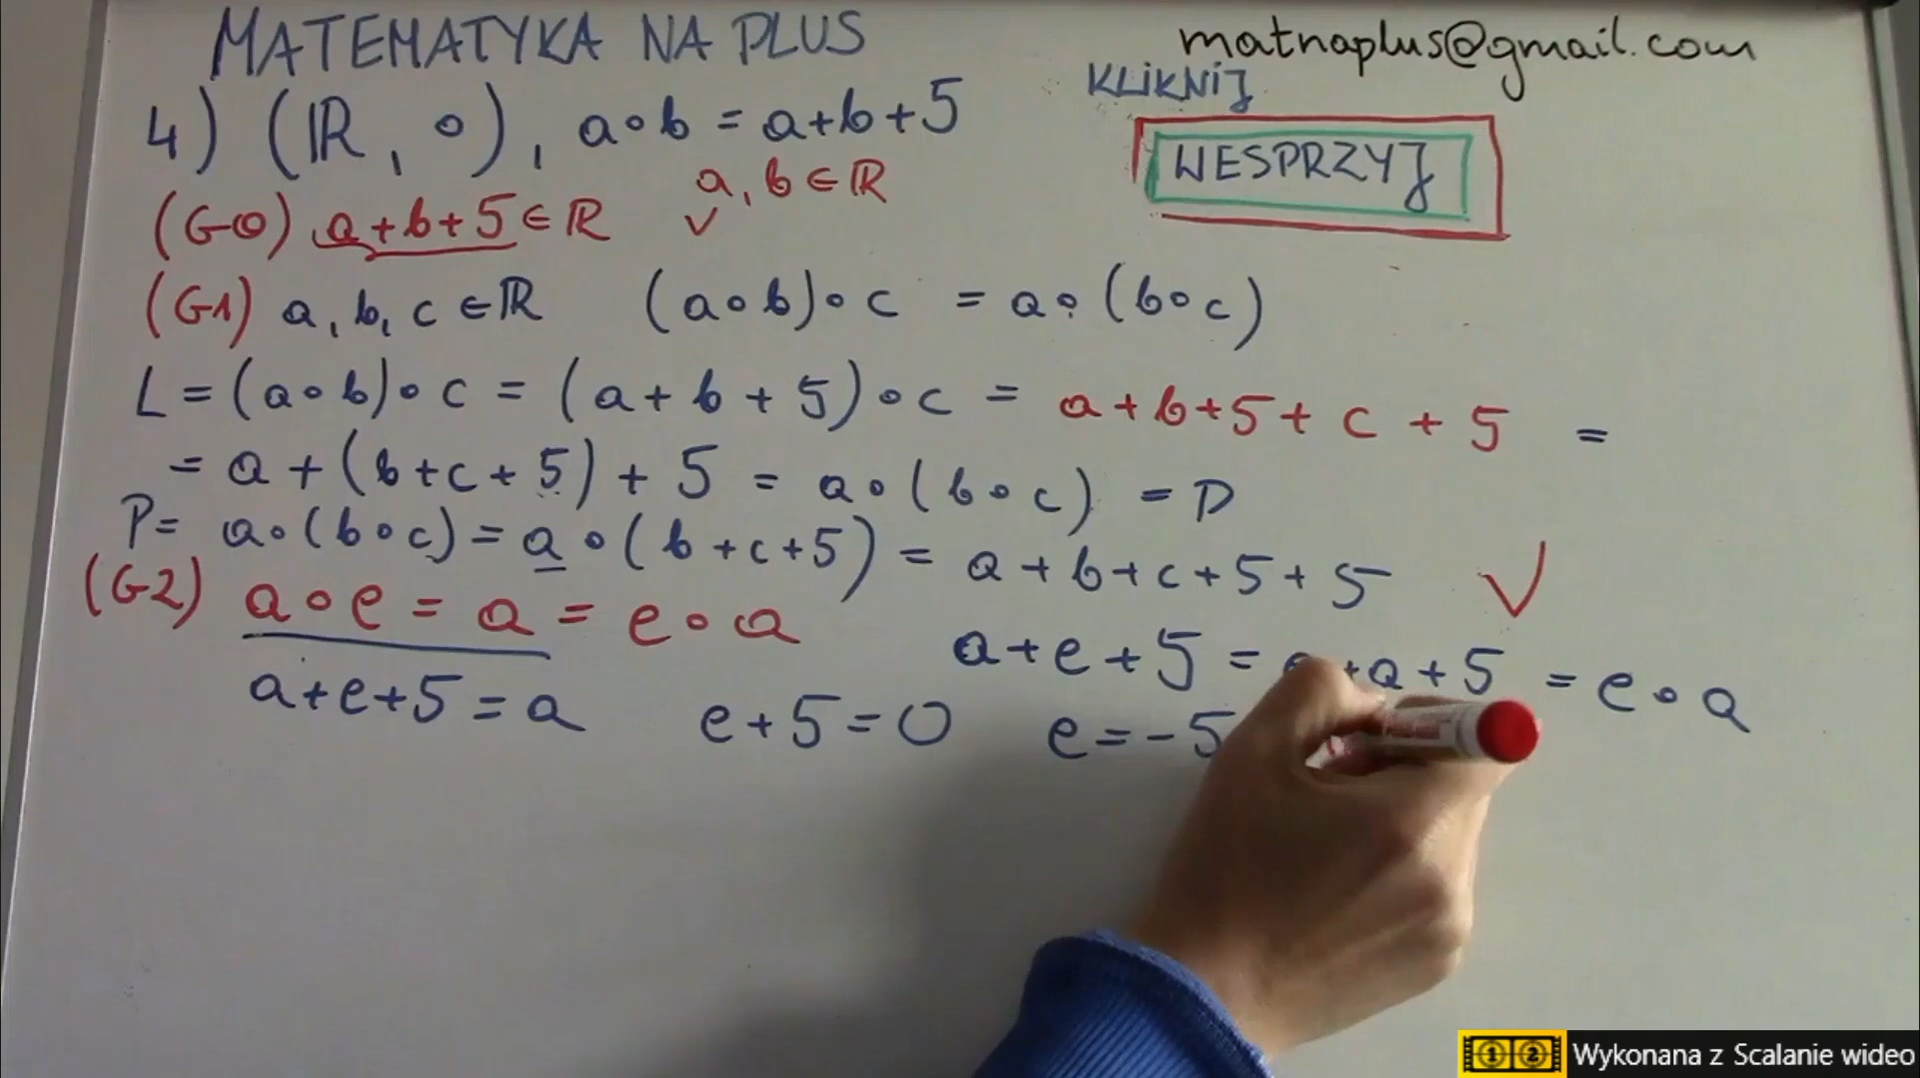 MATEMATYKA NA PLUS
matnaplus@gmail.com
KLIKNIJ
WESPRZYJ
4) (ℝ, ∘), a∘b = a+b+5
a, b ∈ ℝ
(G0) a+b+5 ∈ ℝ ✓
(G1) a, b, c ∈ ℝ (a∘b)∘c = a∘(b∘c)
L = (a∘b)∘c = (a+b+5)∘c = a+b+5+c+5 =
= a+(b+c+5)+5 = a∘(b∘c) = P
P = a∘(b∘c) = a∘(b+c+5) = a+b+c+5+5 ✓
(G2) a∘e = a = e∘a
a+e+5 = e+a+5 = e∘a
a+e+5 = a e+5=0 e=-5
Wykonana z Scalanie wideo